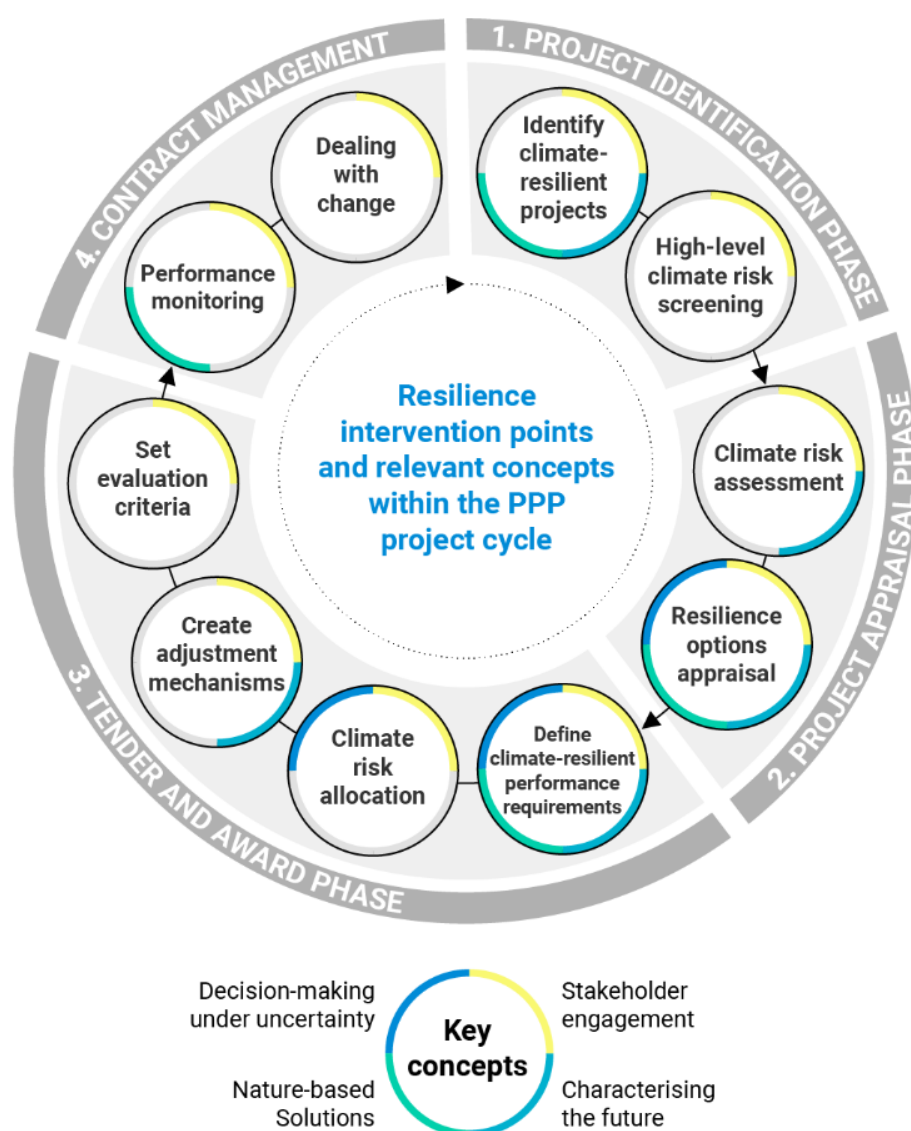 1. PROJECT IDENTIFICATION PHASE
Identify
climate-
resilient
projects
High-level
climate risk
screening
2. PROJECT APPRAISAL PHASE
Climate risk
assessment
Resilience
options
appraisal
3. TENDER AND AWARD PHASE
Define
climate-resilient
performance
requirements
Climate
risk
allocation
Create
adjustment
mechanisms
Set
evaluation
criteria
4. CONTRACT MANAGEMENT
Performance
monitoring
Dealing
with
change
Resilience
intervention points
and relevant concepts
within the PPP
project cycle
Decision-making
under uncertainty
Stakeholder
engagement
Key
concepts
Nature-based
Solutions
Characterising
the future